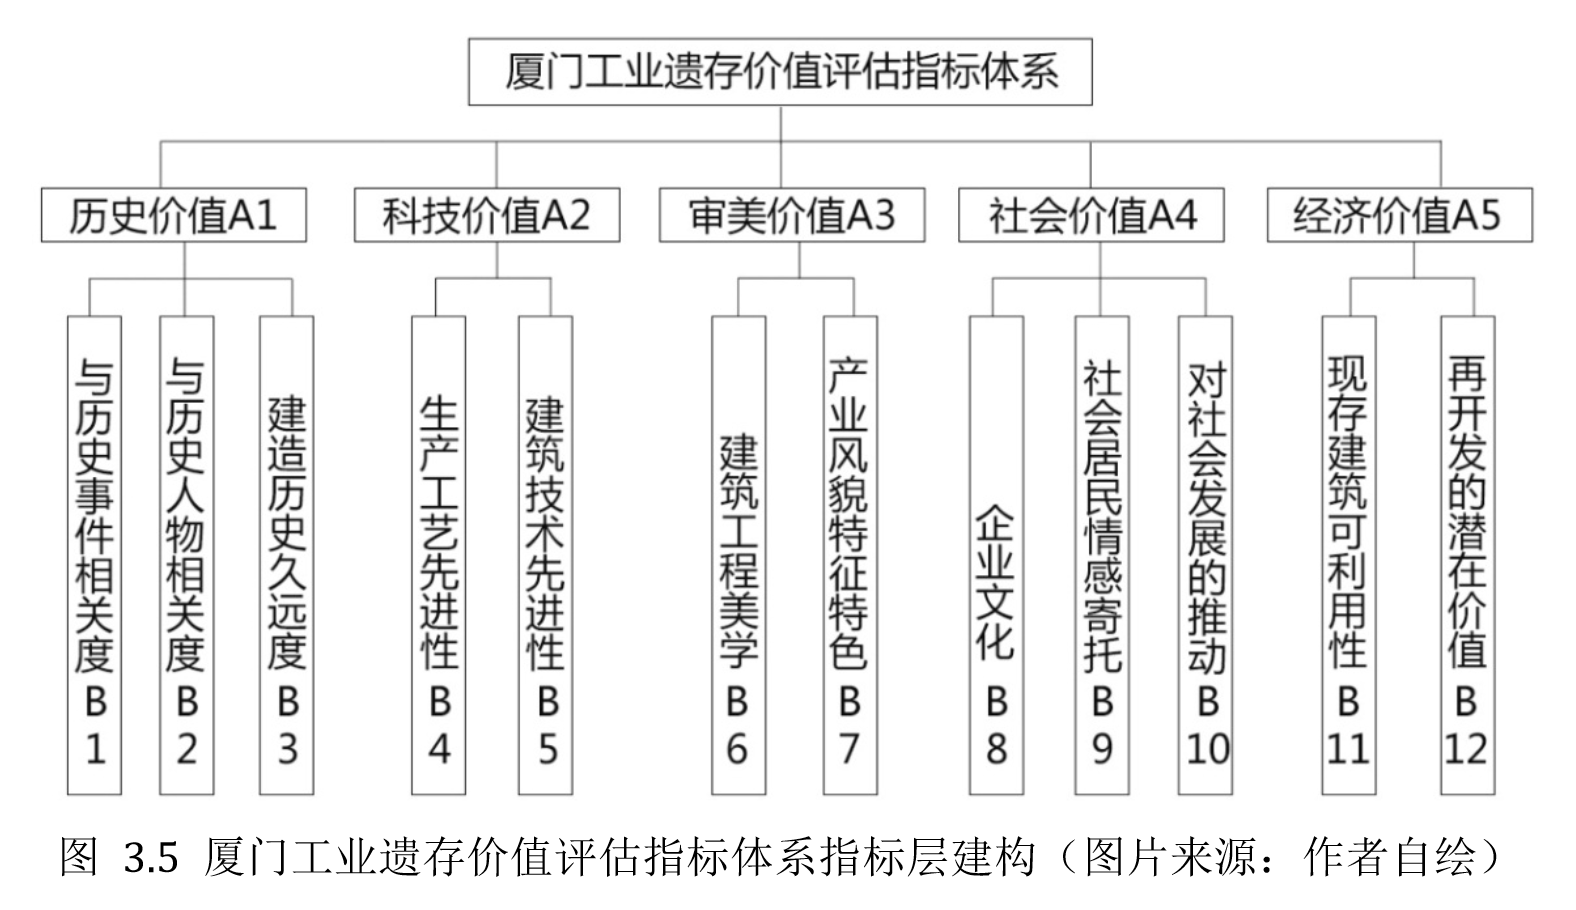 厦门工业遗存价值评估指标体系
历史价值A1
科技价值A2
审美价值A3
社会价值A4
经济价值A5
与历史事件相关度B1
与历史人物相关度B2
建造历史久远度B3
生产工艺先进性B4
建筑技术先进性B5
建筑工程美学B6
产业风貌特征特色B7
企业文化B8
社会居民情感寄托B9
对社会发展的推动B10
现存建筑可利用性B11
再开发的潜在价值B12
图 3.5 厦门工业遗存价值评估指标体系指标层建构（图片来源：作者自绘）